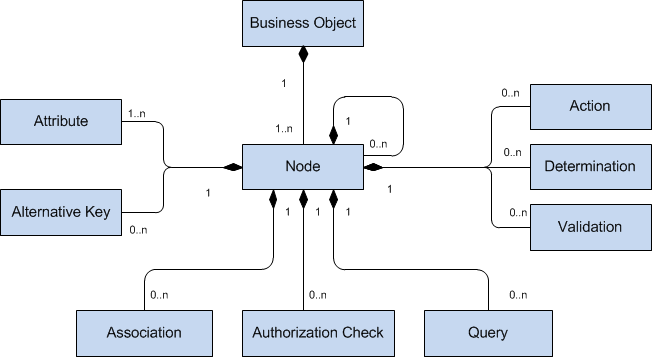 Business Object
1
1..n
1
0..n
0..n
Action
1..n
Attribute
Node
0..n
Determination
1
1
Alternative Key
0..n
0..n
Validation
1
1
1
0..n
0..n
0..n
Association
Authorization Check
Query